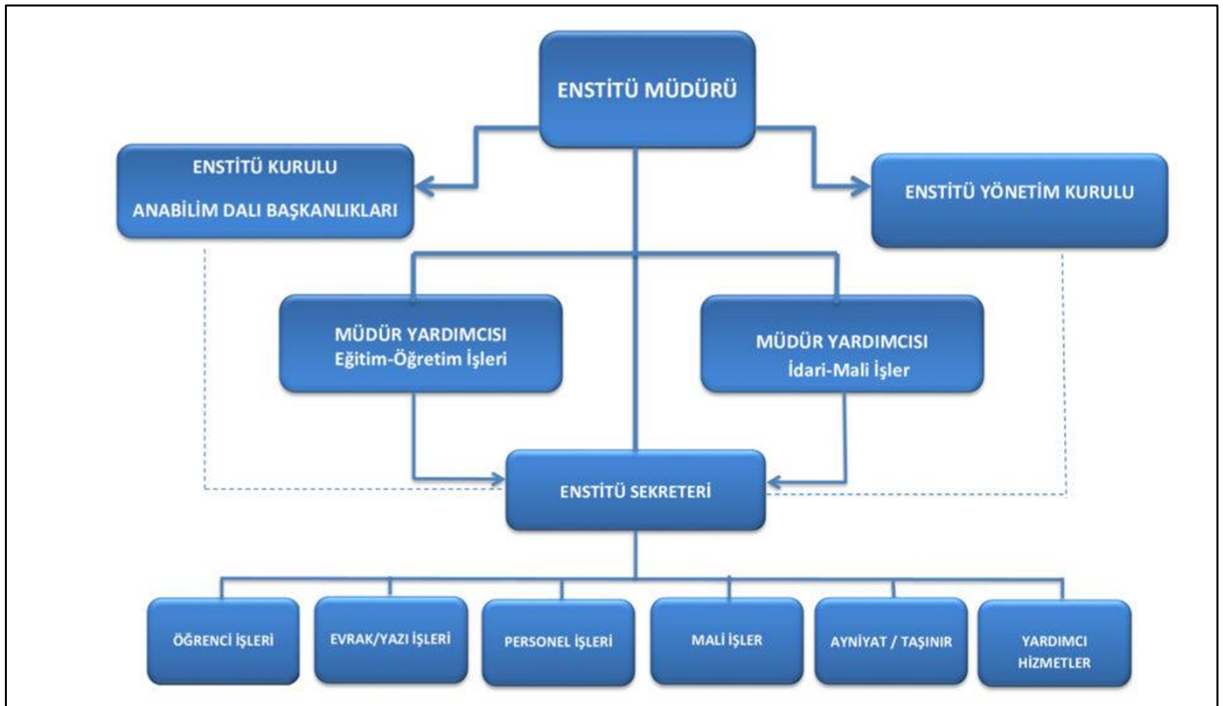 ENSTİTÜ MÜDÜRÜ
ENSTİTÜ KURULU
ANABİLİM DALI BAŞKANLIKLARI
ENSTİTÜ YÖNETİM KURULU
MÜDÜR YARDIMCISI
Eğitim-Öğretim İşleri
MÜDÜR YARDIMCISI
İdari-Mali İşler
ENSTİTÜ SEKRETERİ
ÖĞRENCİ İŞLERİ
EVRAK/YAZI İŞLERİ
PERSONEL İŞLERİ
MALİ İŞLER
AYNİYAT / TAŞINIR
YARDIMCI
HİZMETLER